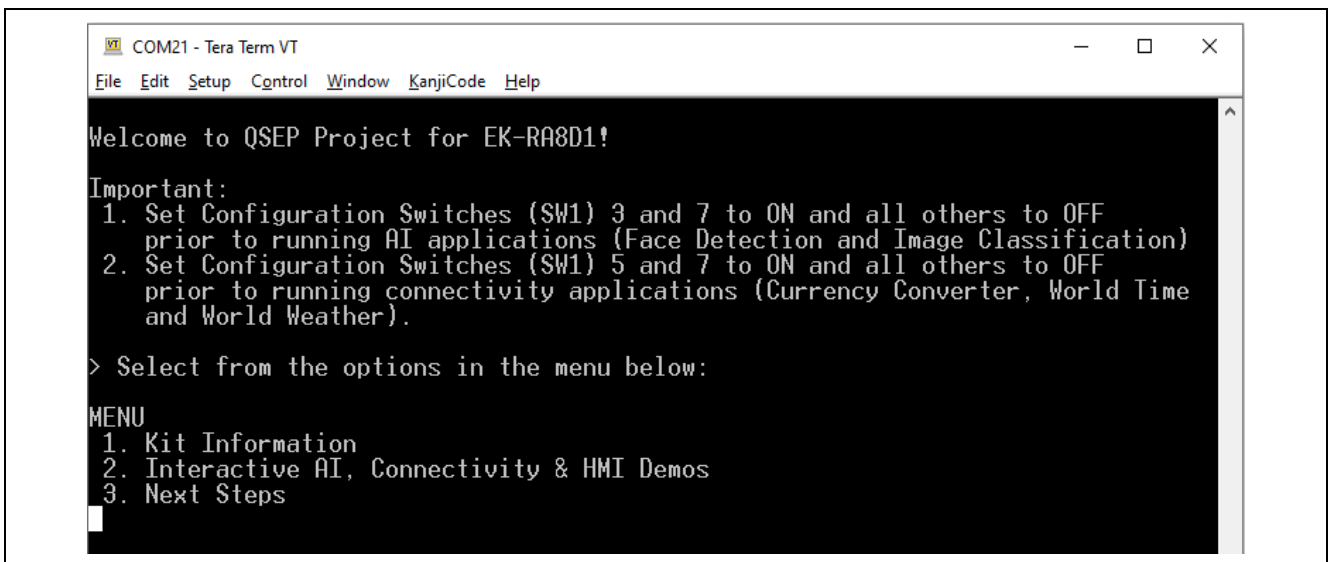 COM21 - Tera Term VT
File Edit Setup Control Window KanjiCode Help
Welcome to QSEP Project for EK-RA8D1!
Important:
1. Set Configuration Switches (SW1) 3 and 7 to ON and all others to OFF
prior to running AI applications (Face Detection and Image Classification)
2. Set Configuration Switches (SW1) 5 and 7 to ON and all others to OFF
prior to running connectivity applications (Currency Converter, World Time
and World Weather).
> Select from the options in the menu below:
MENU
1. Kit Information
2. Interactive AI, Connectivity & HMI Demos
3. Next Steps